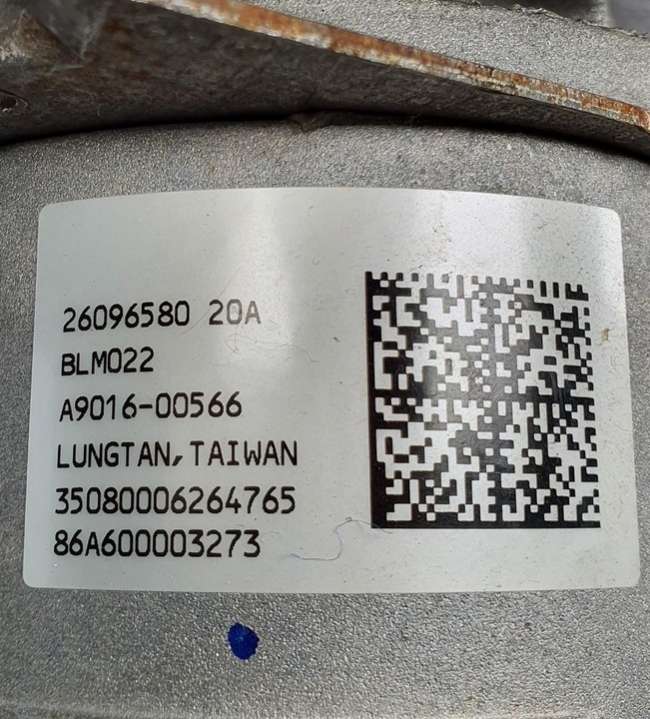 26096580 20A
BLM022
A9016-00566
LUNGTAN,TAIWAN
35080006264765
86A600003273